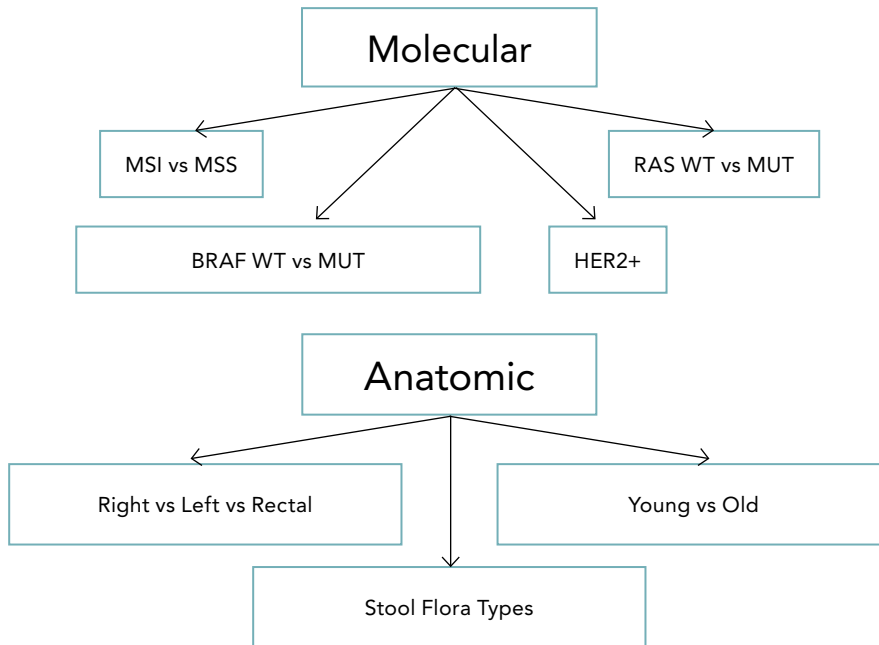 Molecular
MSI vs MSS
RAS WT vs MUT
BRAF WT vs MUT
HER2+
Anatomic
Right vs Left vs Rectal
Young vs Old
Stool Flora Types